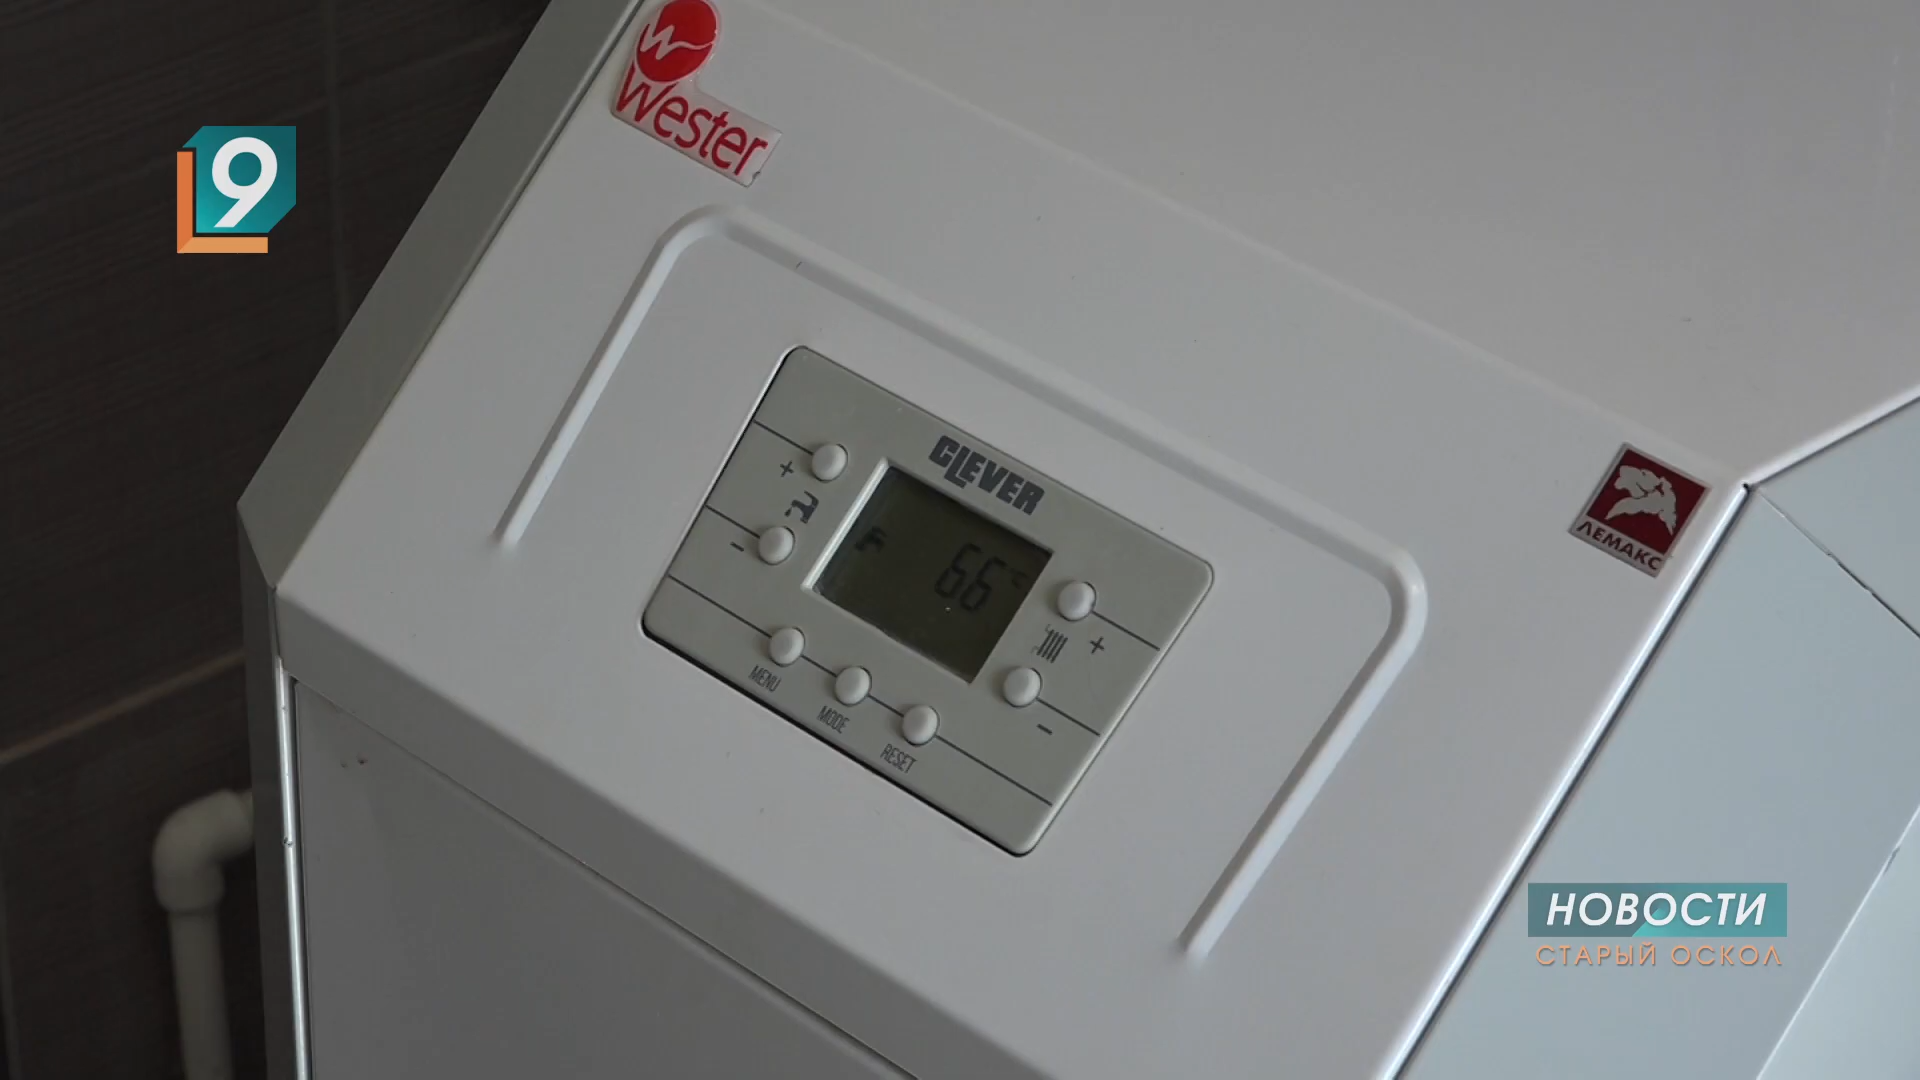 Wester
9
CLEVER
+
-
66 °C
+
-
MENU
MODE
RESET
ЛЕМАКС
НОВОСТИ
СТАРЫЙ ОСКОЛ